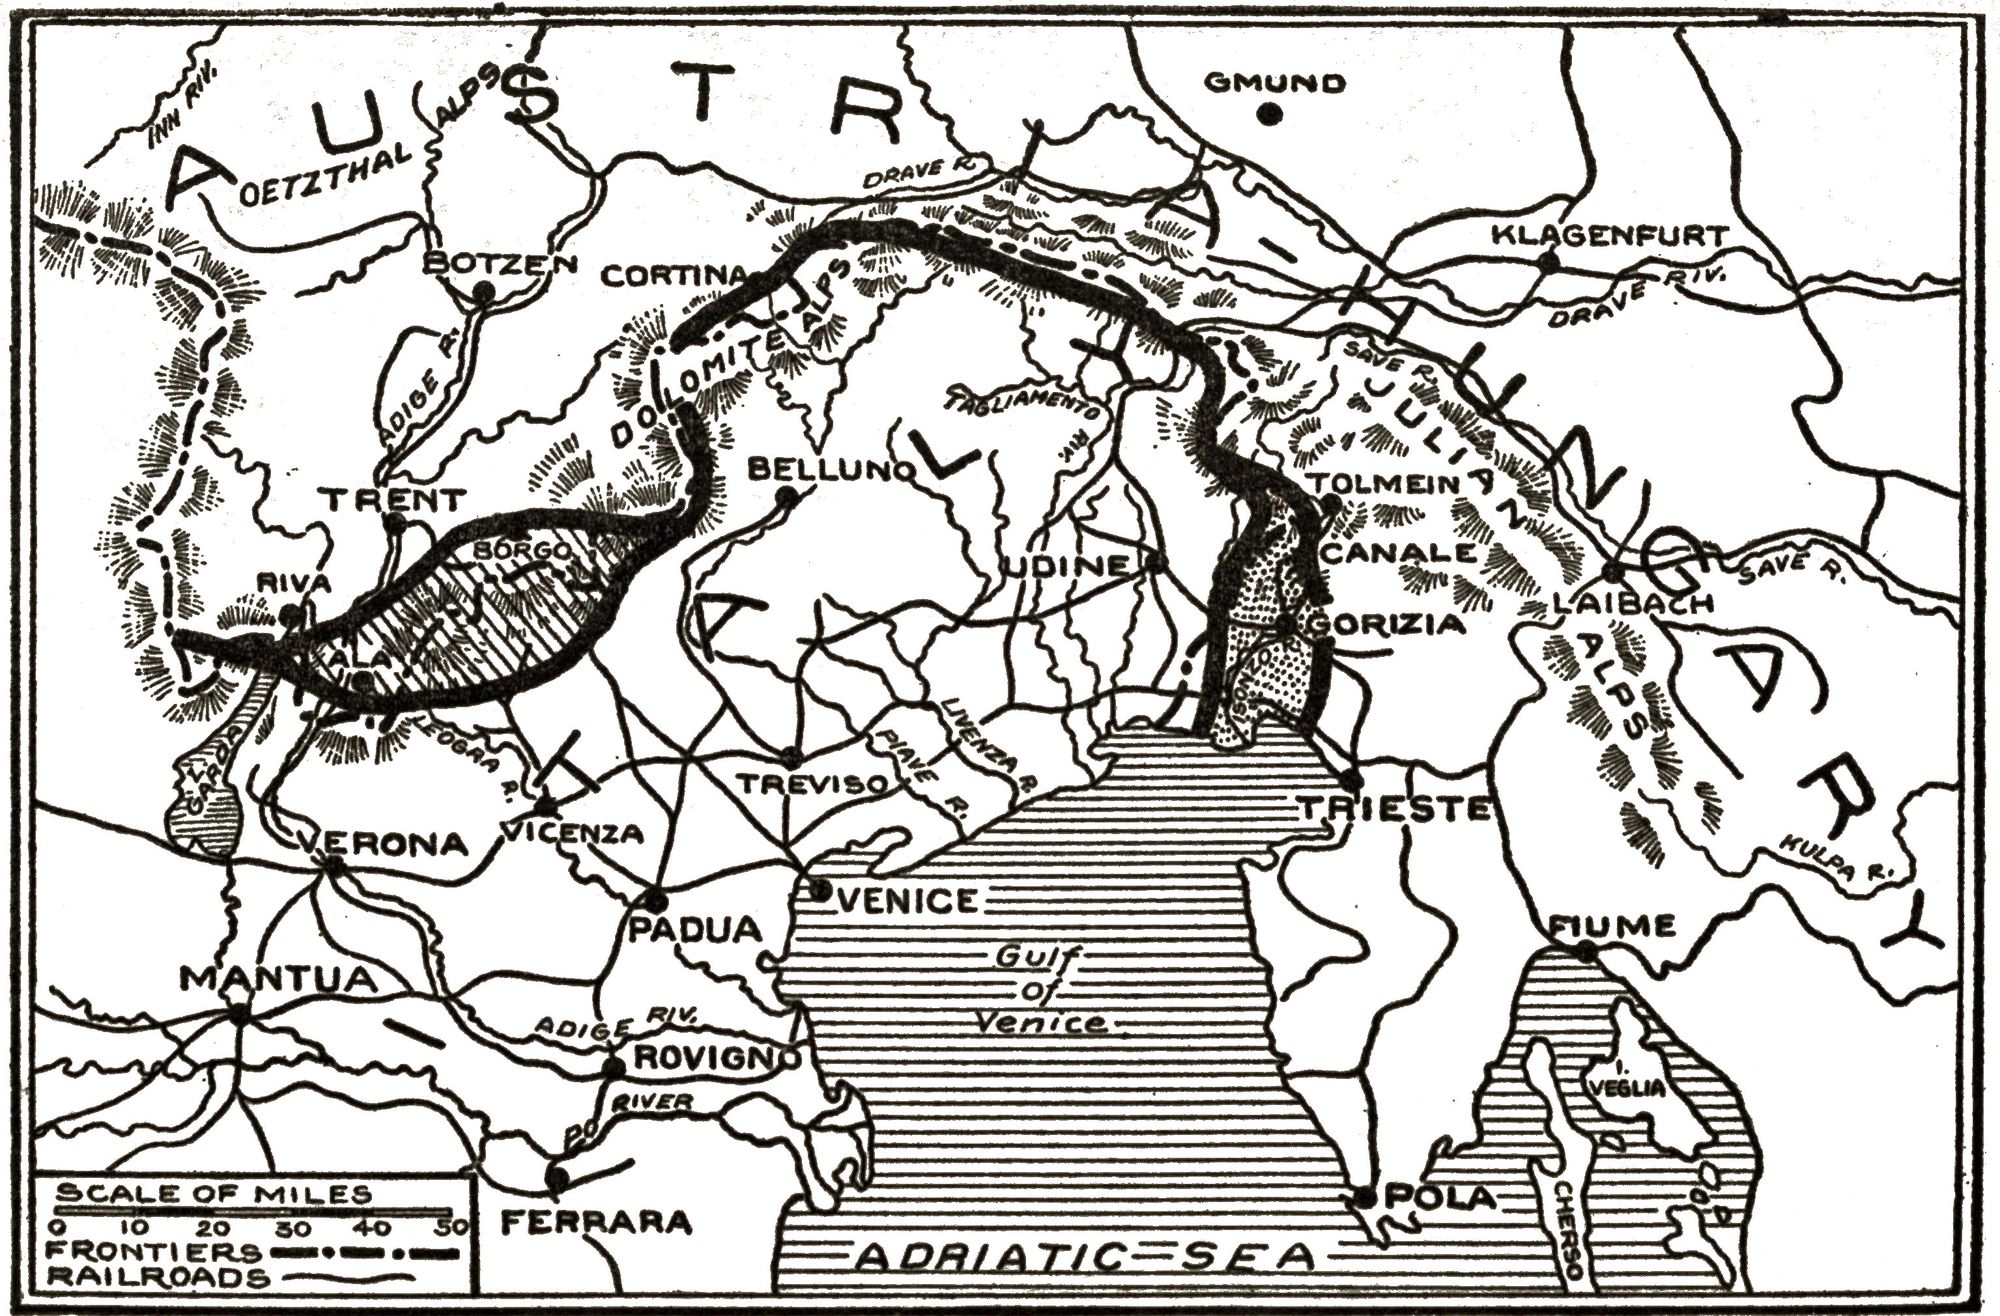 AUSTRIA-HUNGARY
INN RIV.
OETZTHAL ALPS
GMUND
DRAVE R.
KLAGENFURT
DRAVE RIV.
BOTZEN
CORTINA
ADIGE R.
DOLOMITE ALPS
SAVE R.
TAGLIAMENTO RIV.
JULIAN ALPS
BELLUNO
TOLMEIN
TRENT
BORGO
UDINE
CANALE
SAVE R.
RIVA
LAIBACH
GORIZIA
ALA
ISONZO
ITALY
L. GARDA
LEOGRA R.
LIVENZA R.
PIAVE R.
TREVISO
TRIESTE
VICENZA
VERONA
KULPA R.
VENICE
PADUA
FIUME
Gulf
of
Venice
MANTUA
ADIGE RIV.
ROVIGNO
I.
VEGLIA
PO RIVER
CHERSO
POLA
FERRARA
ADRIATIC SEA
SCALE OF MILES
0 10 20 30 40 50
FRONTIERS
RAILROADS